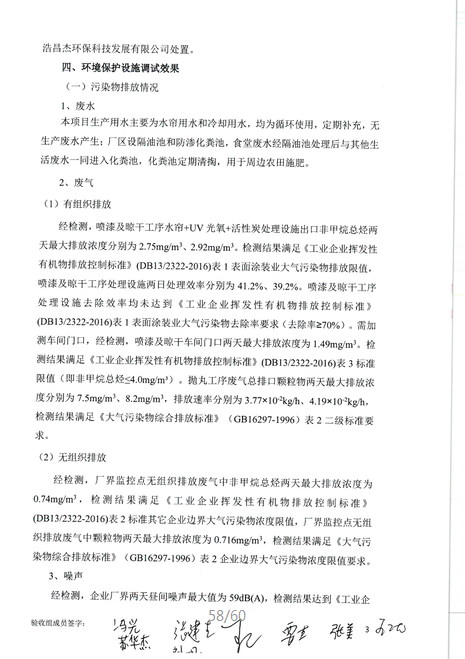 浩昌杰环保科技发展有限公司处置。
四、环境保护设施调试效果
（一）污染物排放情况
1、废水
本项目生产用水主要为水帘用水和冷却用水，均为循环使用，定期补充，无
生产废水产生；厂区设隔油池和防渗化粪池，食堂废水经隔油池处理后与其他生
活废水一同进入化粪池，化粪池定期清掏，用于周边农田施肥。
2、废气
（1）有组织排放
经检测，喷漆及晾干工序水帘+UV 光氧+活性炭处理设施出口非甲烷总烃两
天最大排放浓度分别为 2.75mg/m³、2.92mg/m³。检测结果满足《工业企业挥发性
有机物排放控制标准》(DB13/2322-2016)表 1 表面涂装业大气污染物排放限值，
喷漆及晾干工序处理设施两日处理效率分别为 41.2%、39.2%。喷漆及晾干工序
处理设施去除效率均未达到《工业企业挥发性有机物排放控制标准》
(DB13/2322-2016)表 1 表面涂装业大气污染物去除率要求（去除率≥70%）。需加
测车间门口，经检测，喷漆及晾干车间门口两天最大排放浓度为 1.49mg/m³。检
测结果满足《工业企业挥发性有机物排放控制标准》(DB13/2322-2016)表 3 标准
限值（即非甲烷总烃≤4.0mg/m³）。抛丸工序废气总排口颗粒物两天最大排放浓
度分别为 7.5mg/m³、8.2mg/m³，排放速率分别为 3.77×10⁻²kg/h、4.19×10⁻²kg/h，
检测结果满足《大气污染物综合排放标准》（GB16297-1996）表 2 二级标准要
求。
（2）无组织排放
经检测，厂界监控点无组织排放废气中非甲烷总烃两天最大排放浓度为
0.74mg/m³，检测结果满足《工业企业挥发性有机物排放控制标准》
(DB13/2322-2016)表 2 标准其它企业边界大气污染物浓度限值，厂界监控点无组
织排放废气中颗粒物两天最大排放浓度为 0.716mg/m³，检测结果满足《大气污
染物综合排放标准》（GB16297-1996）表 2 企业边界大气污染物浓度限值要求。
3、噪声
经检测，企业厂界两天昼间噪声最大值为 59dB(A)，检测结果达到《工业企
58/60
验收组成员签字：